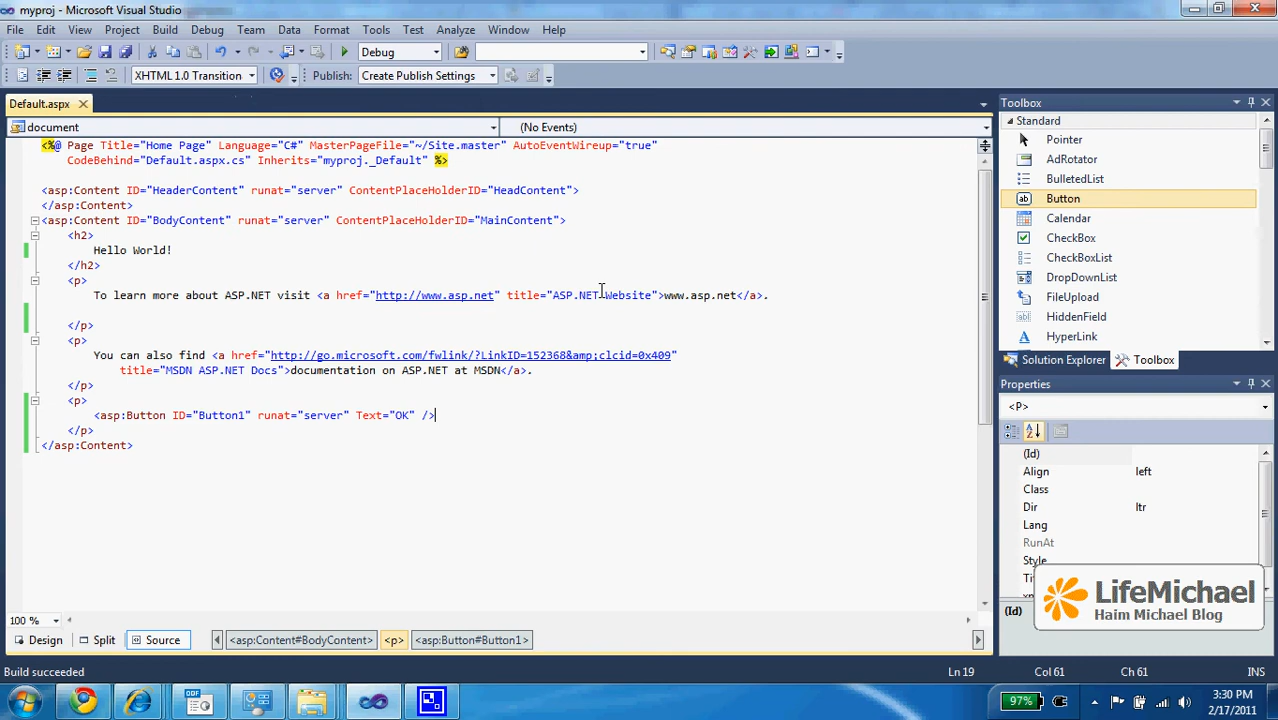 myproj - Microsoft Visual Studio
File Edit View Project Build Debug Team Data Format Tools Test Analyze Window Help
Debug
XHTML 1.0 Transition Publish: Create Publish Settings
Default.aspx
document (No Events)
<%@ Page Title="Home Page" Language="C#" MasterPageFile="~/Site.master" AutoEventWireup="true"
CodeBehind="Default.aspx.cs" Inherits="myproj._Default" %>
<asp:Content ID="HeaderContent" runat="server" ContentPlaceHolderID="HeadContent">
</asp:Content>
<asp:Content ID="BodyContent" runat="server" ContentPlaceHolderID="MainContent">
<h2>
Hello World!
</h2>
<p>
To learn more about ASP.NET visit <a href="http://www.asp.net" title="ASP.NET Website">www.asp.net</a>.
</p>
<p>
You can also find <a href="http://go.microsoft.com/fwlink/?LinkID=152368&amp;clcid=0x409"
title="MSDN ASP.NET Docs">documentation on ASP.NET at MSDN</a>.
</p>
<p>
<asp:Button ID="Button1" runat="server" Text="OK" />
</p>
</asp:Content>
100 %
Design Split Source <asp:Content#BodyContent> <p> <asp:Button#Button1>
Toolbox
Standard
Pointer
AdRotator
BulletedList
ab Button
Calendar
CheckBox
CheckBoxList
DropDownList
FileUpload
HiddenField
HyperLink
Solution Explorer Toolbox
Properties
<P>
(Id)
Align left
Class
Dir ltr
Lang
RunAt
Style
(Id)
LifeMichael
Haim Michael Blog
Build succeeded Ln 19 Col 61 Ch 61 INS
ODF
97%
3:30 PM
2/17/2011